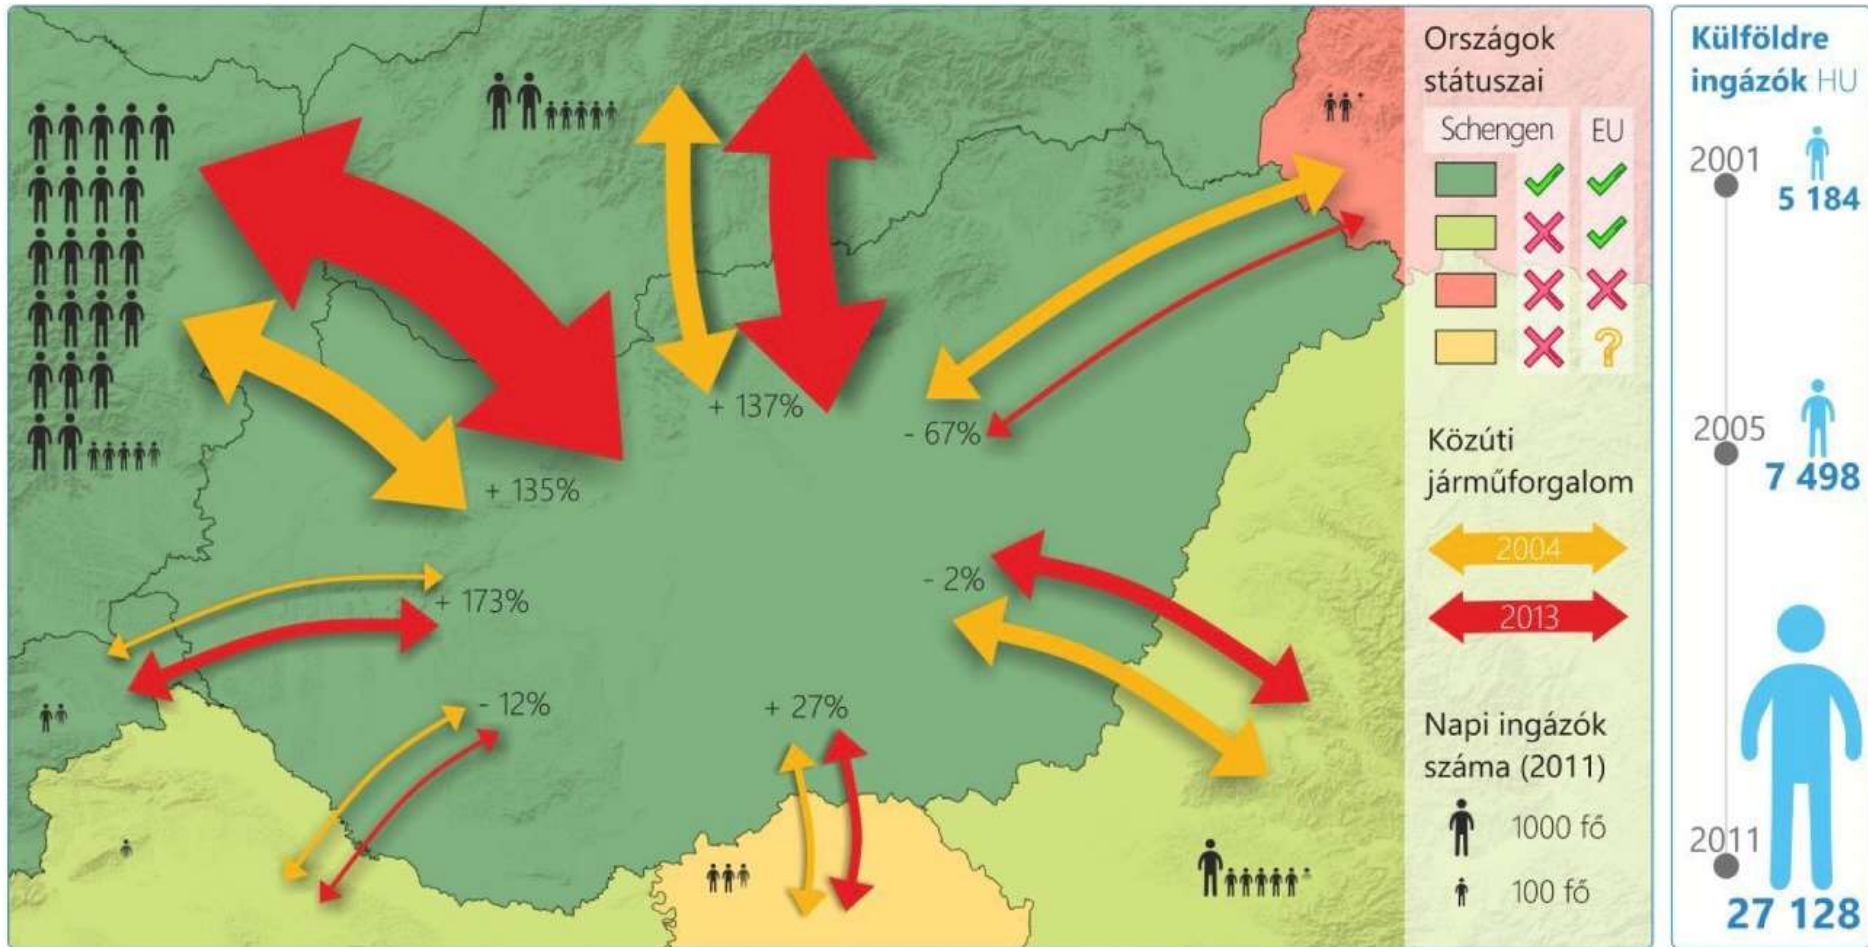 + 137%
- 67%
+ 135%
- 2%
+ 173%
- 12%
+ 27%
Országok
státuszai
Schengen EU
?
Közúti
járműforgalom
2004
2013
Napi ingázók
száma (2011)
1000 fő
100 fő
Külföldre
ingázók HU
2001
5 184
2005
7 498
2011
27 128